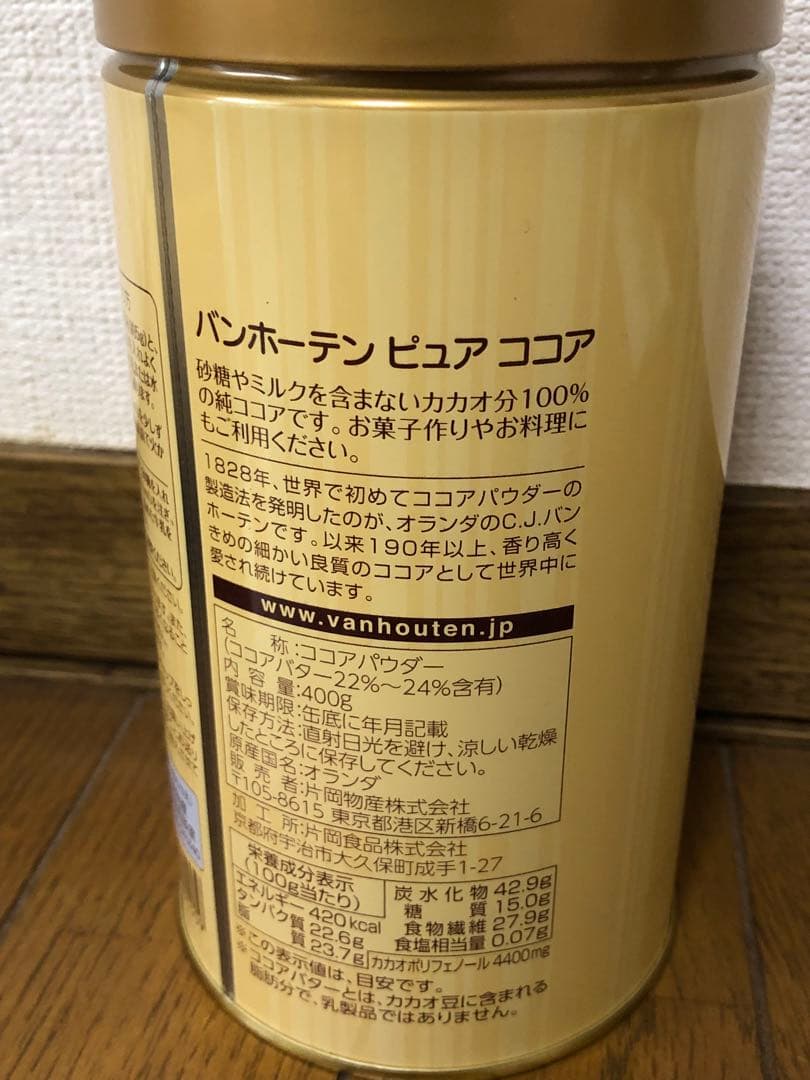 バンホーテン ピュア ココア
砂糖やミルクを含まないカカオ分100%
の純ココアです。お菓子作りやお料理に
もご利用ください。
1828年、世界で初めてココアパウダーの
製造法を発明したのが、オランダのC.J.バン
ホーテンです。以来190年以上、香り高く
きめの細かい良質のココアとして世界中に
愛され続けています。
www.vanhouten.jp
名 称:ココアパウダー
(ココアバター22%~24%含有)
内容量:400g
賞味期限:缶底に年月記載
保存方法:直射日光を避け、涼しい乾燥
したところに保存してください。
原産国名:オランダ
販売者:片岡物産株式会社
〒105-8615 東京都港区新橋6-21-6
加工所:片岡食品株式会社
京都府宇治市大久保町成手1-27
栄養成分表示
(100g当たり)
エネルギー 420kcal
タンパク質 22.6g
脂質 23.7g
炭水化物 42.9g
糖質 15.0g
食物繊維 27.9g
食塩相当量 0.07g
カカオポリフェノール 4400mg
※この表示値は、目安です。
※ココアバターとは、カカオ豆に含まれる
脂肪分で、乳製品ではありません。